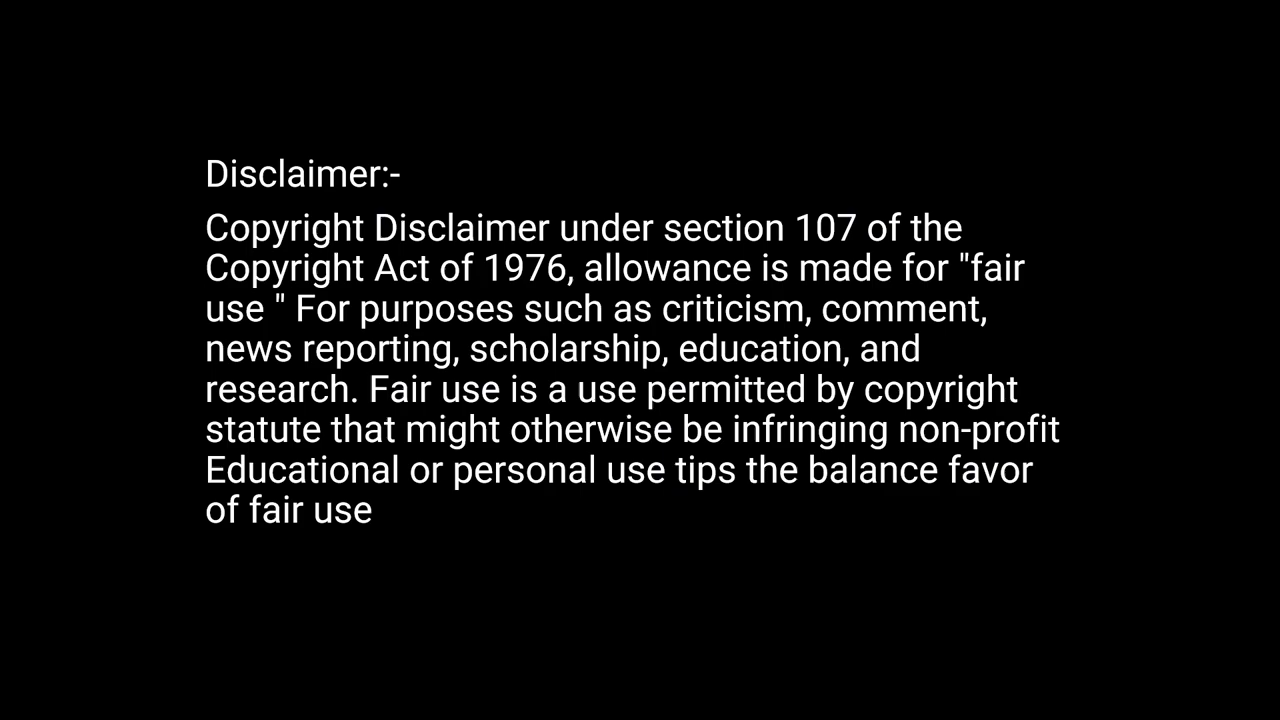 Disclaimer:-
Copyright Disclaimer under section 107 of the
Copyright Act of 1976, allowance is made for "fair
use " For purposes such as criticism, comment,
news reporting, scholarship, education, and
research. Fair use is a use permitted by copyright
statute that might otherwise be infringing non-profit
Educational or personal use tips the balance favor
of fair use